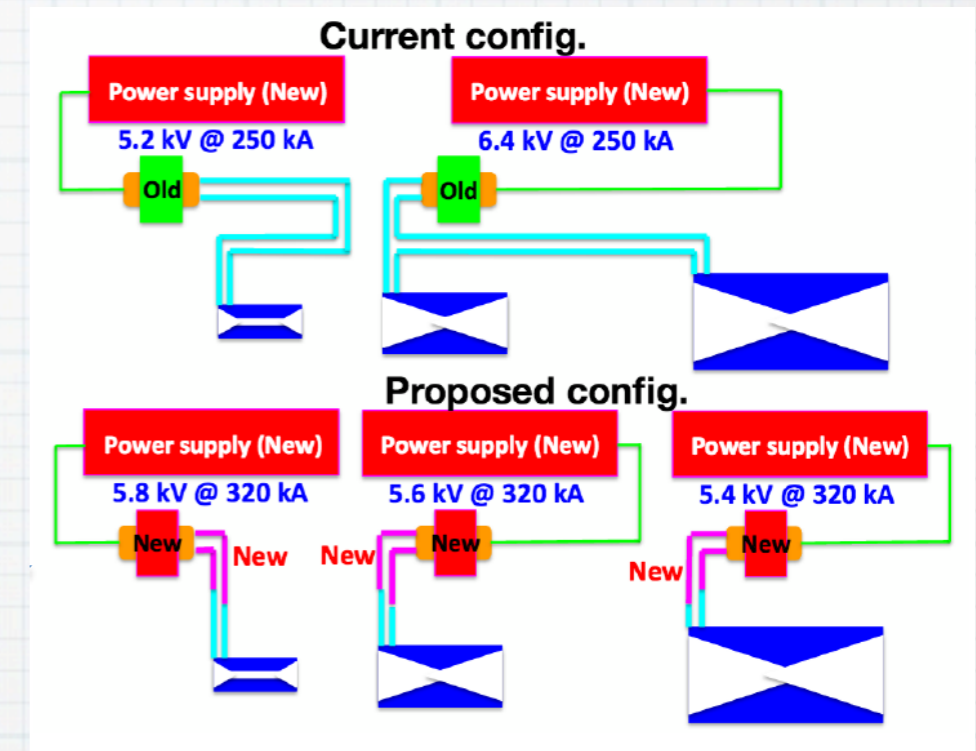 Current config.
Power supply (New)
Power supply (New)
5.2 kV @ 250 kA
6.4 kV @ 250 kA
Old
Old
Proposed config.
Power supply (New)
Power supply (New)
Power supply (New)
5.8 kV @ 320 kA
5.6 kV @ 320 kA
5.4 kV @ 320 kA
New
New
New
New
New
New